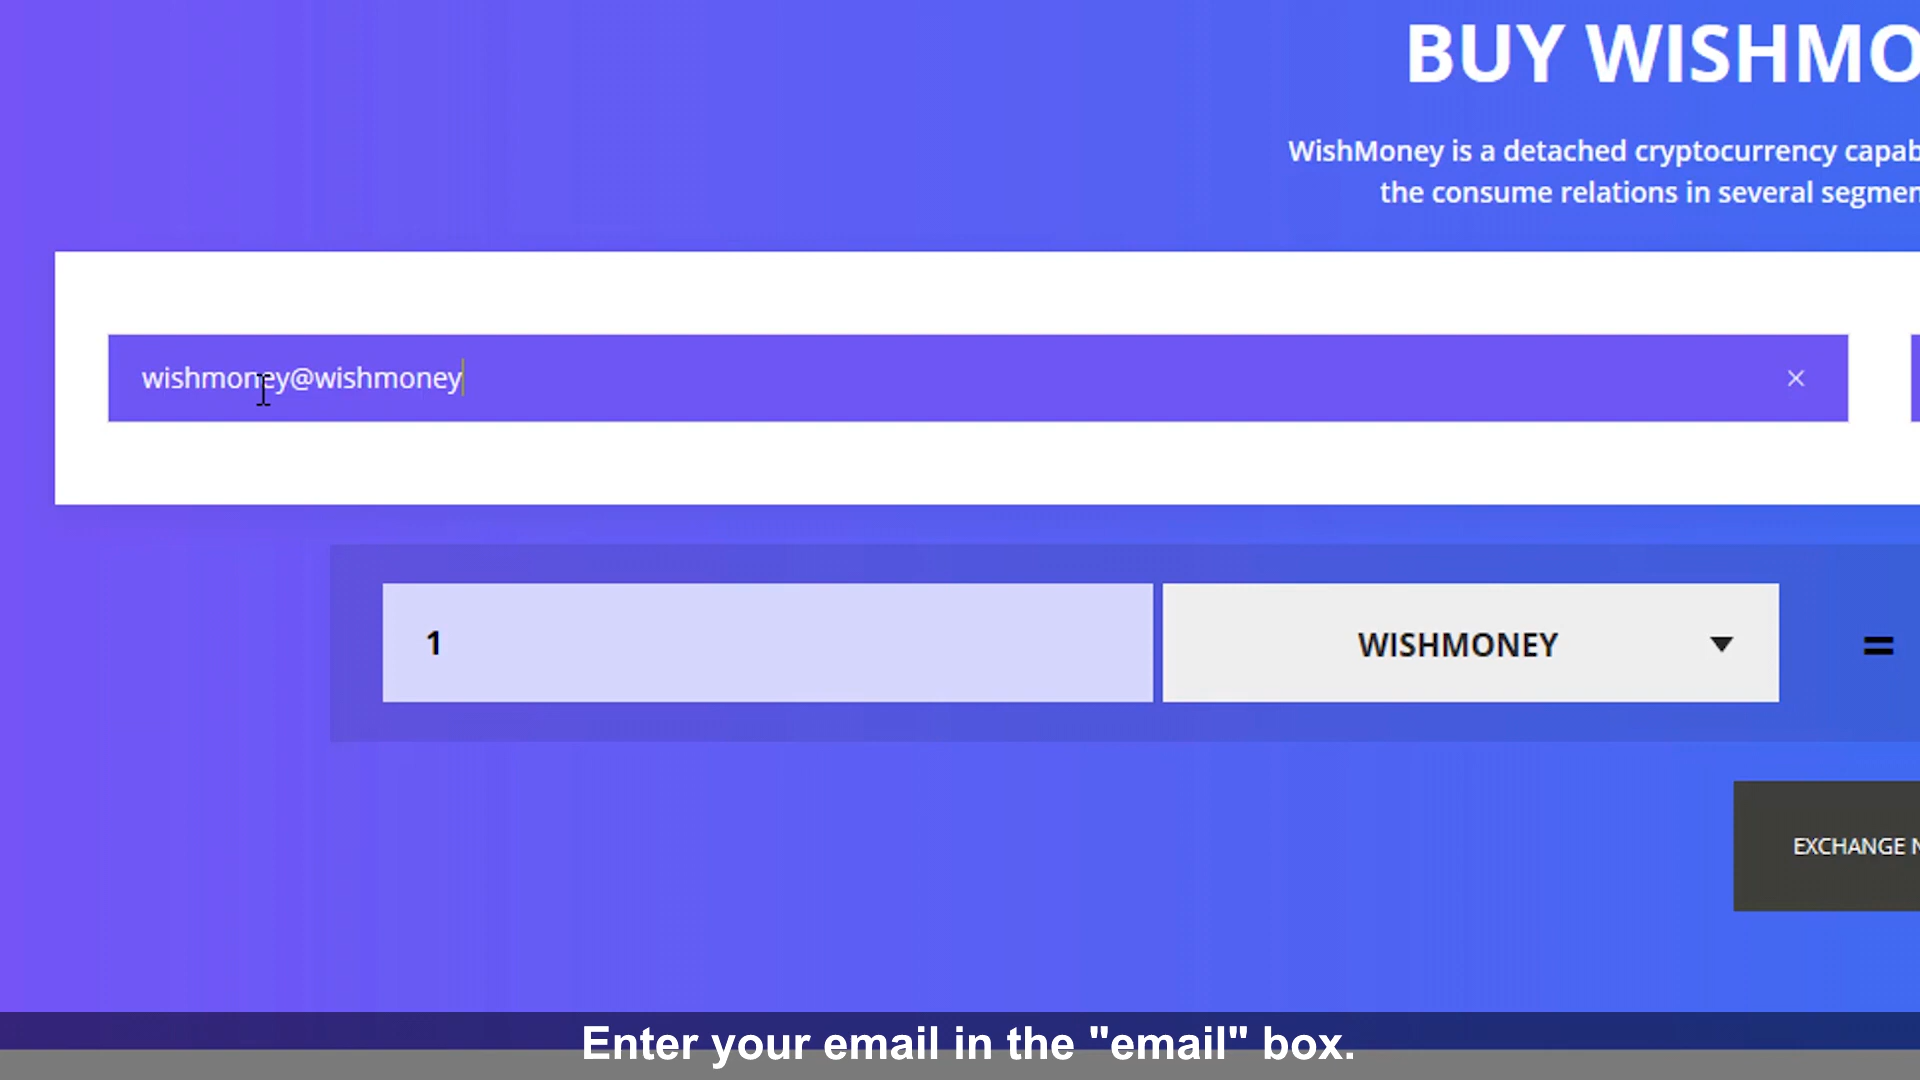 BUY WISHMO
WishMoney is a detached cryptocurrency capab
the consume relations in several segmen
wishmoney@wishmoney
×
1
WISHMONEY
=
EXCHANGE N
Enter your email in the "email" box.